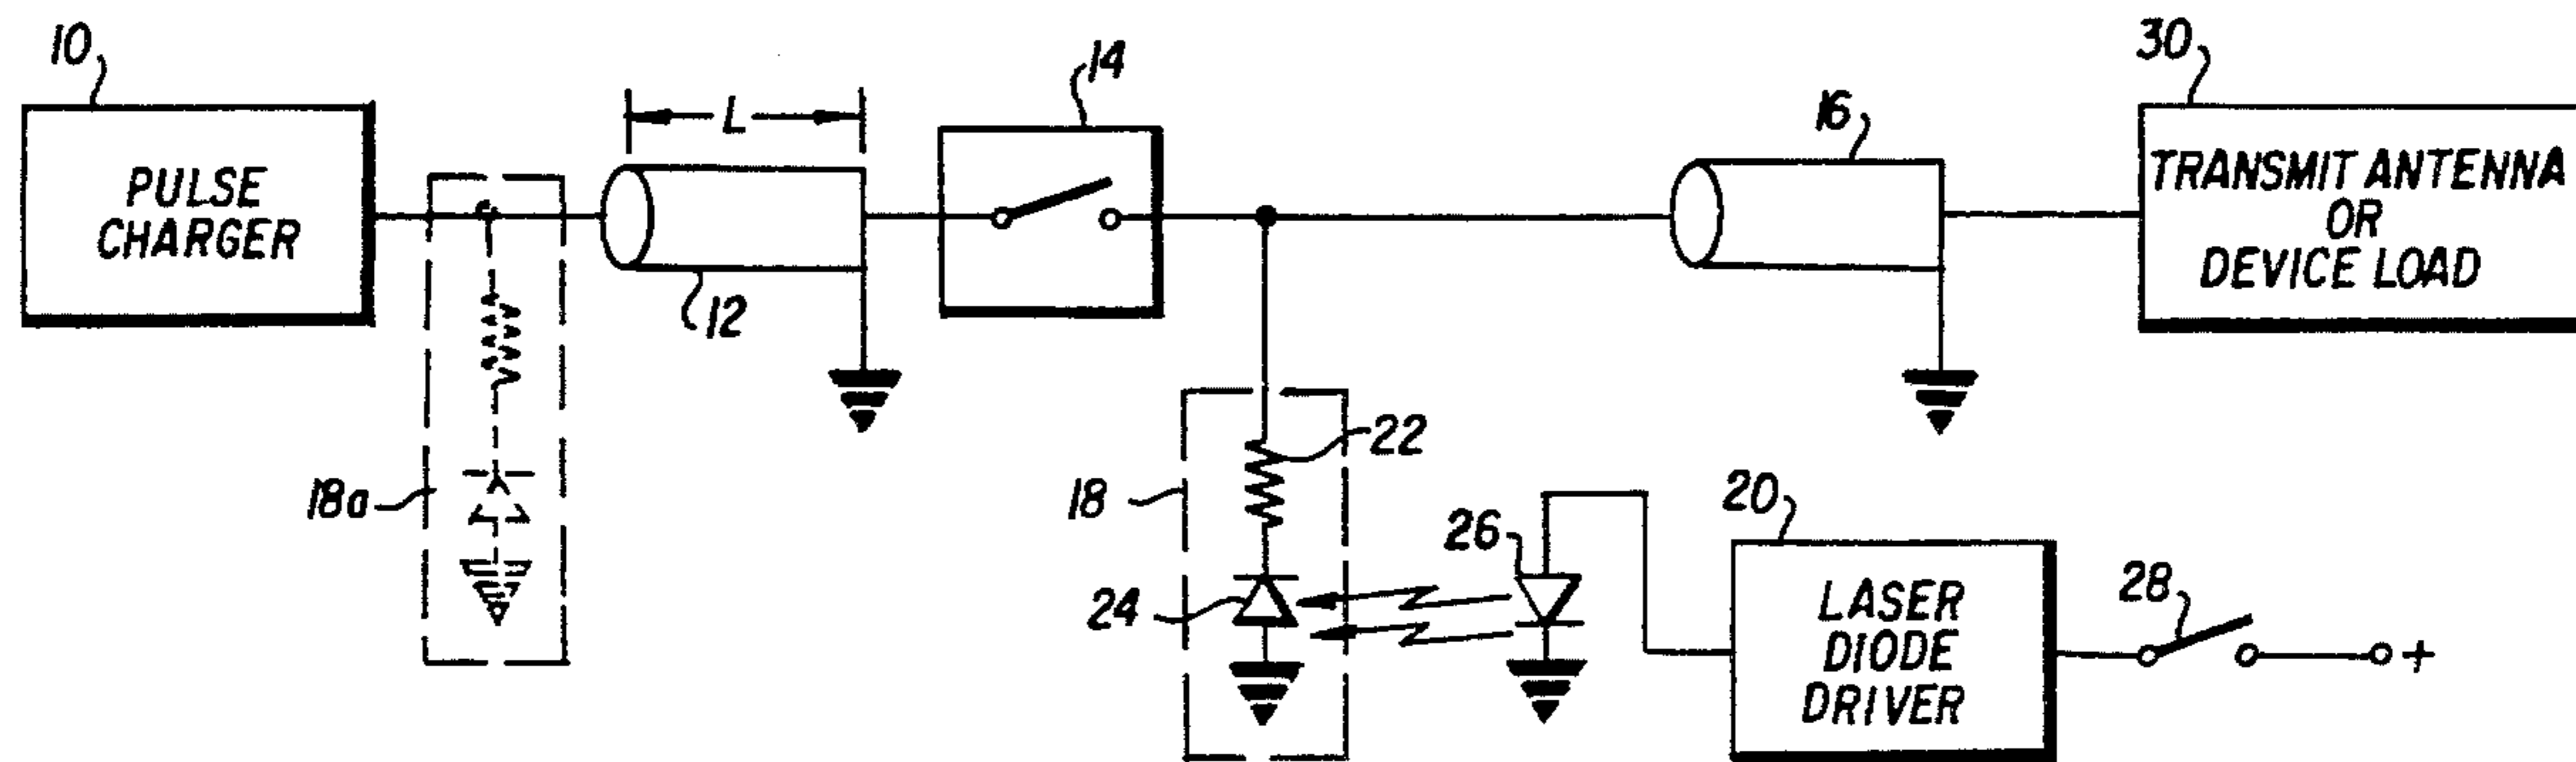 10
PULSE
CHARGER
18a
L
12
14
16
30
TRANSMIT ANTENNA
OR
DEVICE LOAD
18
22
24
26
20
LASER
DIODE
DRIVER
28
+